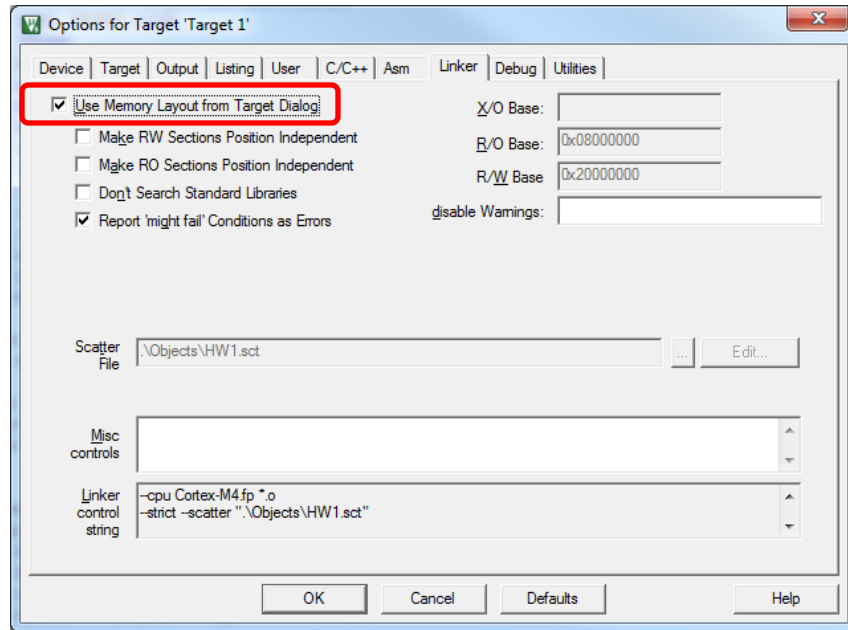 Options for Target 'Target 1'
Device Target Output Listing User C/C++ Asm Linker Debug Utilities
Use Memory Layout from Target Dialog
Make RW Sections Position Independent
Make RO Sections Position Independent
Don't Search Standard Libraries
Report 'might fail' Conditions as Errors
X/O Base:
R/O Base: 0x08000000
R/W Base 0x20000000
disable Warnings:
Scatter
File
.\Objects\HW1.sct
... Edit...
Misc
controls
Linker
control
string
--cpu Cortex-M4.fp *.o
--strict --scatter ".\Objects\HW1.sct"
OK Cancel Defaults Help